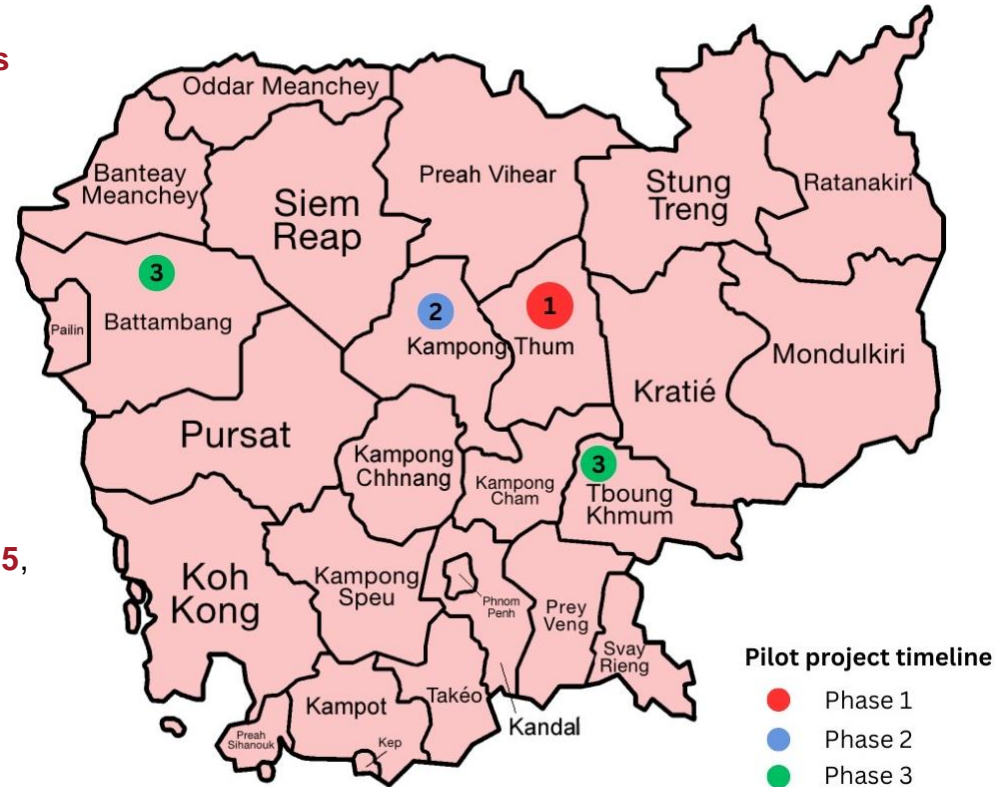 s
Oddar Meanchey
Banteay
Meanchey
Siem
Reap
Preah Vihear
Stung
Treng
Ratanakiri
3
Battambang
Pailin
2
1
Kampong Thum
Mondulkiri
Kratié
Pursat
Kampong
Chhnang
Kampong
Cham
3
Tboung
Khmum
5,
Koh
Kong
Kampong
Speu
Phnom
Penh
Prey
Veng
Svay
Rieng
Kampot
Takéo
Kandal
Preah
Sihanouk
Kep
Pilot project timeline
Phase 1
Phase 2
Phase 3